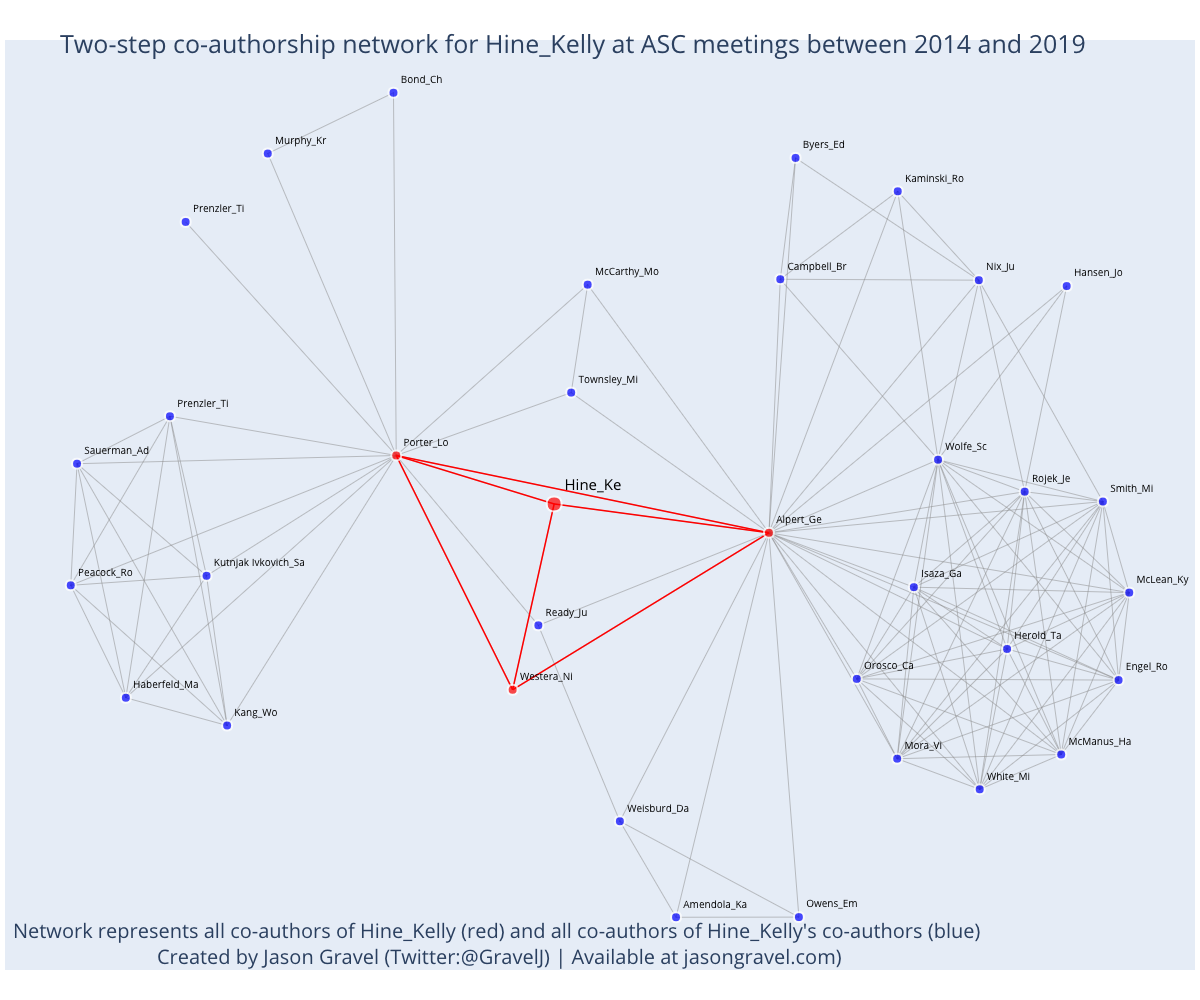 Two-step co-authorship network for Hine_Kelly at ASC meetings between 2014 and 2019
Bond_Ch
Murphy_Kr
Byers_Ed
Kaminski_Ro
Prenzler_Ti
McCarthy_Mo
Campbell_Br
Nix_Ju
Hansen_Jo
Townsley_Mi
Prenzler_Ti
Porter_Lo
Sauerman_Ad
Wolfe_Sc
Rojek_Je
Smith_Mi
Hine_Ke
Alpert_Ge
Kutnjak Ivkovich_Sa
Peacock_Ro
Isaza_Ga
McLean_Ky
Ready_Ju
Herold_Ta
Orosco_Ca
Engel_Ro
Westera_Ni
Haberfeld_Ma
Kang_Wo
Mora_Vi
McManus_Ha
White_Mi
Weisburd_Da
Amendola_Ka
Owens_Em
Network represents all co-authors of Hine_Kelly (red) and all co-authors of Hine_Kelly's co-authors (blue)
Created by Jason Gravel (Twitter:@GravelJ) | Available at jasongravel.com)